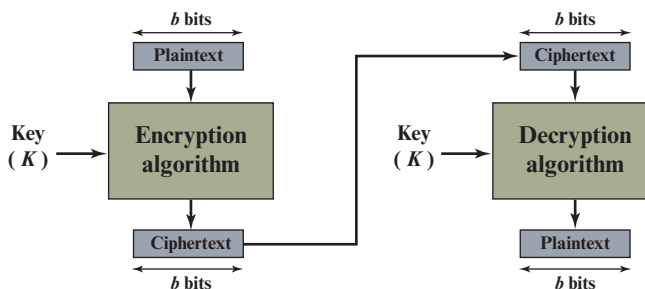 b bits
Plaintext
Key
( K )
Encryption
algorithm
Ciphertext
b bits
b bits
Ciphertext
Key
( K )
Decryption
algorithm
Plaintext
b bits